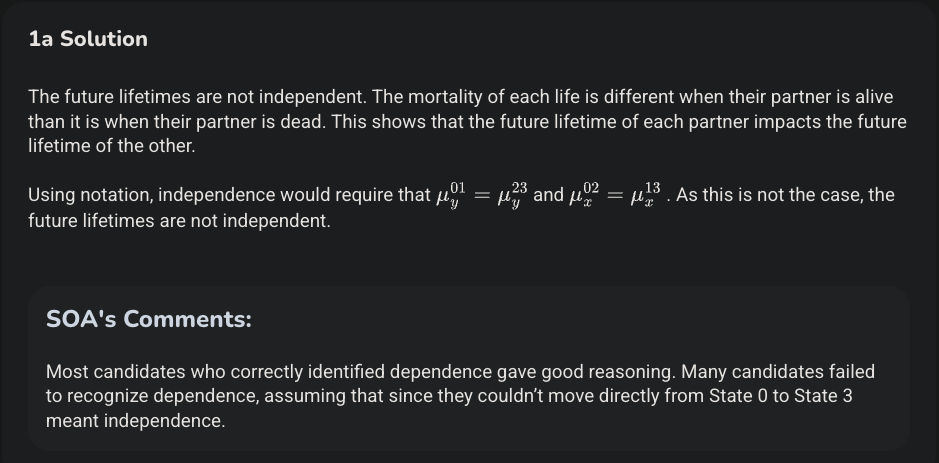 1a Solution
The future lifetimes are not independent. The mortality of each life is different when their partner is alive
than it is when their partner is dead. This shows that the future lifetime of each partner impacts the future
lifetime of the other.
Using notation, independence would require that μ_y^{01} = μ_y^{23} and μ_x^{02} = μ_x^{13} . As this is not the case, the
future lifetimes are not independent.
SOA's Comments:
Most candidates who correctly identified dependence gave good reasoning. Many candidates failed
to recognize dependence, assuming that since they couldn’t move directly from State 0 to State 3
meant independence.